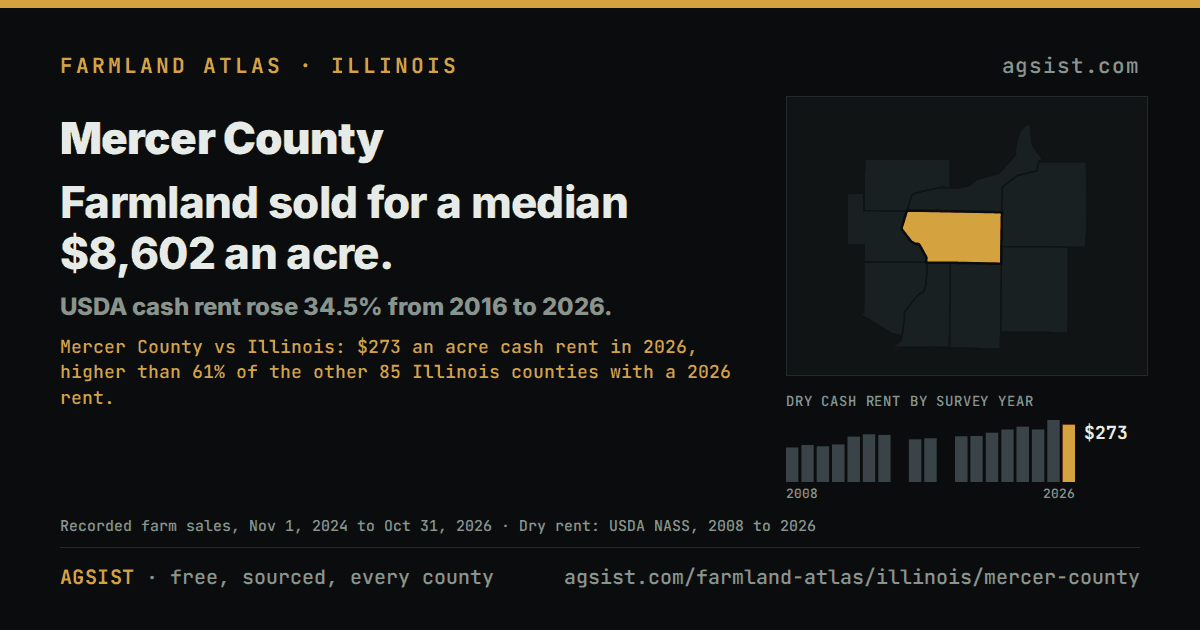 FARMLAND ATLAS · ILLINOIS
agsist.com
Mercer County
Farmland sold for a median
$8,602 an acre.
USDA cash rent rose 34.5% from 2016 to 2026.
Mercer County vs Illinois: $273 an acre cash rent in 2026,
higher than 61% of the other 85 Illinois counties with a 2026
rent.
DRY CASH RENT BY SURVEY YEAR
$273
2008
2026
Recorded farm sales, Nov 1, 2024 to Oct 31, 2026 · Dry rent: USDA NASS, 2008 to 2026
AGSIST · free, sourced, every county
agsist.com/farmland-atlas/illinois/mercer-county